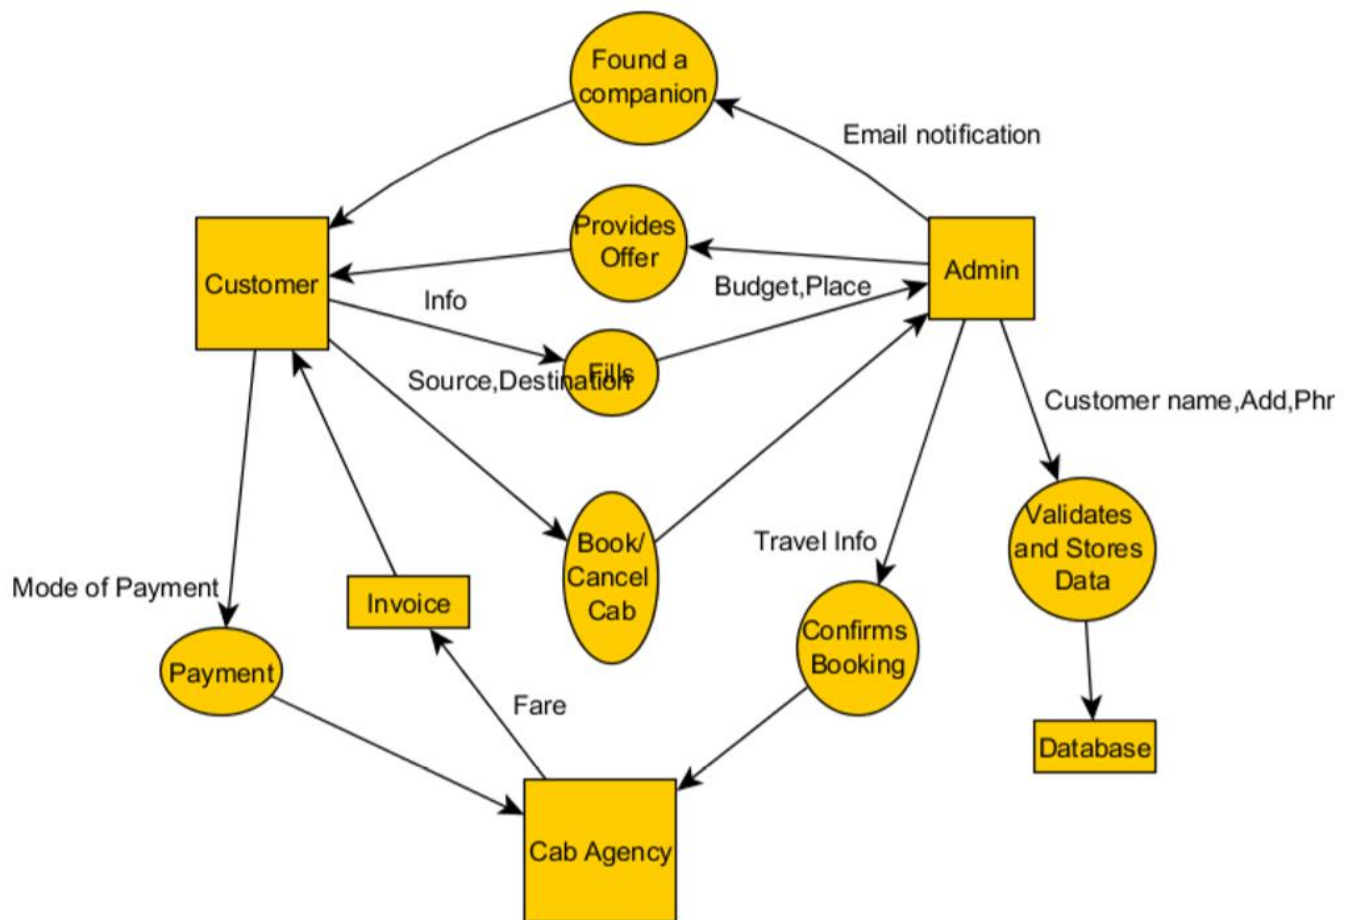 Found a
companion
Email notification
Provides
Offer
Customer
Admin
Budget,Place
Info
Fills
Source,Destination
Customer name,Add,Phr
Validates
and Stores
Data
Travel Info
Book/
Cancel
Cab
Mode of Payment
Invoice
Confirms
Booking
Payment
Fare
Database
Cab Agency